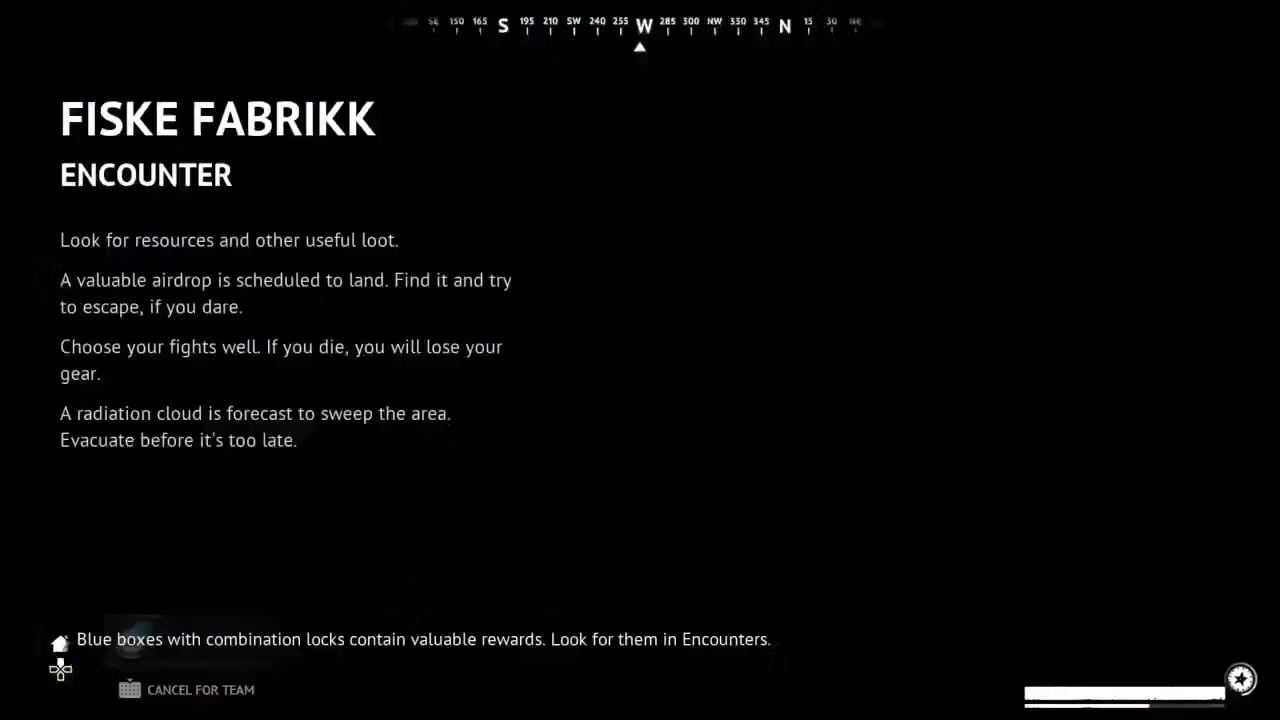 SE 150 165 S 195 210 SW 240 255 W 285 300 NW 330 345 N 15 30
FISKE FABRIKK
ENCOUNTER
Look for resources and other useful loot.
A valuable airdrop is scheduled to land. Find it and try
to escape, if you dare.
Choose your fights well. If you die, you will lose your
gear.
A radiation cloud is forecast to sweep the area.
Evacuate before it's too late.
Blue boxes with combination locks contain valuable rewards. Look for them in Encounters.
CANCEL FOR TEAM